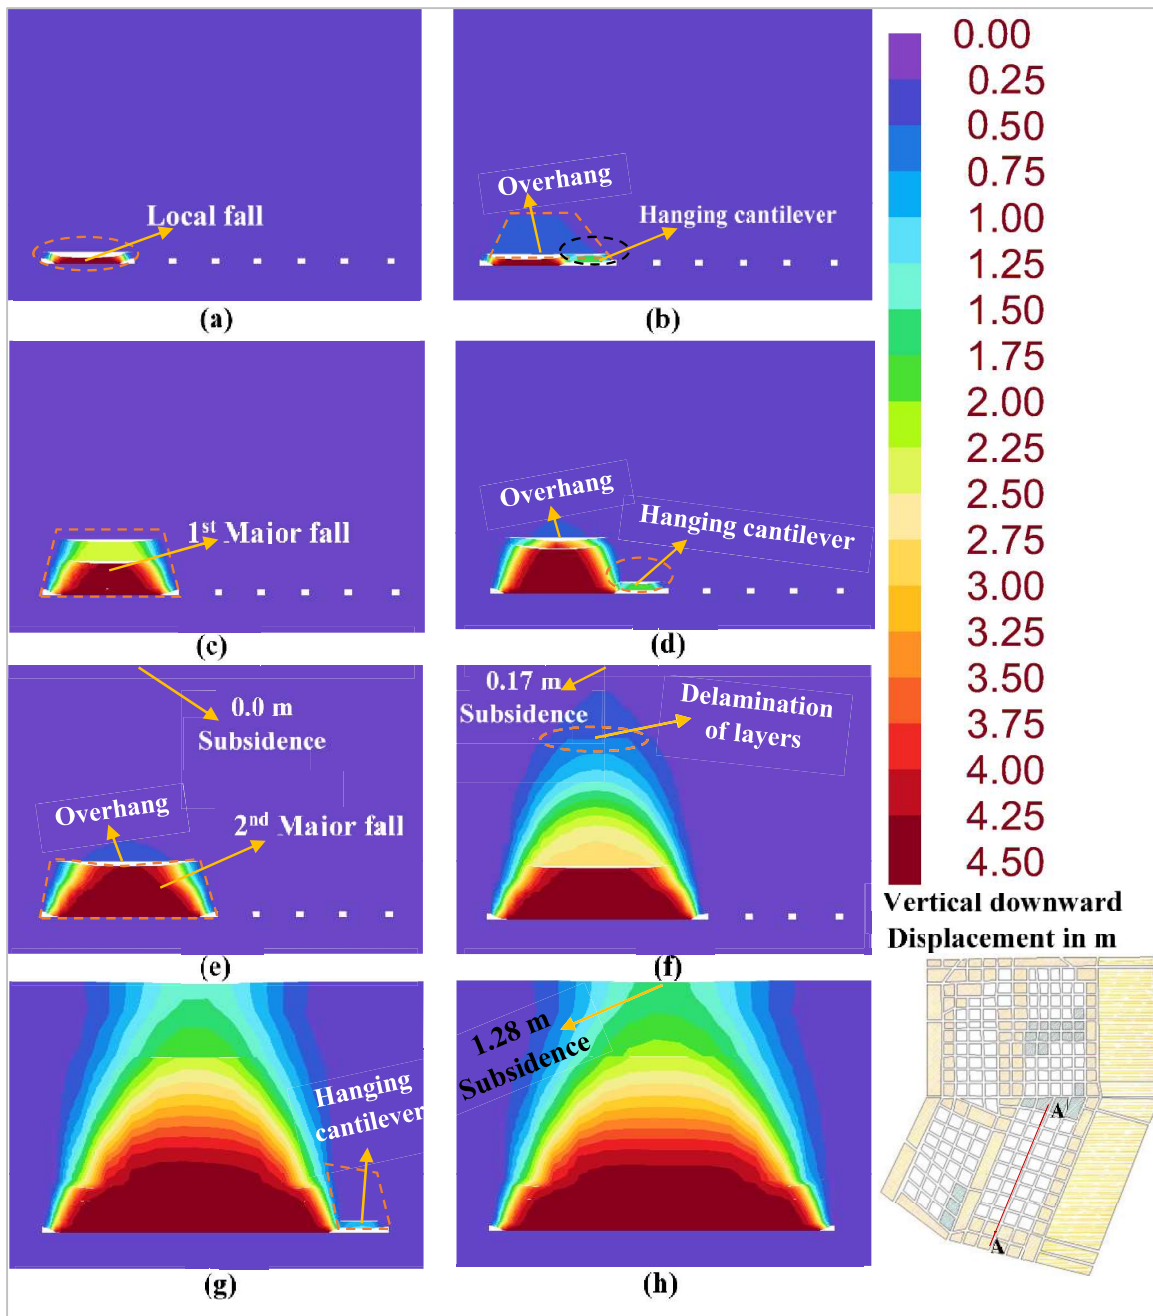 Local fall
(a)
Overhang
Hanging cantilever
(b)
1st Major fall
(c)
Overhang
Hanging cantilever
(d)
0.0 m
Subsidence
Overhang
2nd Major fall
(e)
0.17 m
Subsidence
Delamination
of layers
(f)
Hanging
cantilever
(g)
1.28 m
Subsidence
(h)
0.00
0.25
0.50
0.75
1.00
1.25
1.50
1.75
2.00
2.25
2.50
2.75
3.00
3.25
3.50
3.75
4.00
4.25
4.50
Vertical downward
Displacement in m
A'
A